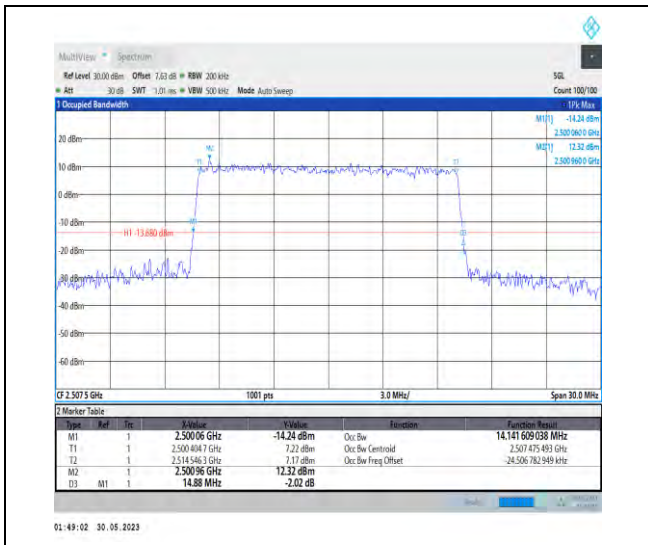 MultiView Spectrum
Ref Level 30.00 dBm Offset 7.63 dB RBW 200 kHz SGL
Att 30 dB SWT 1.01 ms VBW 500 kHz Mode Auto Sweep Count 100/100
1 Occupied Bandwidth 1Pk Max
M1[1] -14.24 dBm
2.500 060 0 GHz
M2[1] 12.32 dBm
2.500 960 0 GHz
20 dBm
M2
T1 T2
10 dBm
0 dBm
-10 dBm
H1 -13.680 dBm M1 D3
-20 dBm
-30 dBm
-40 dBm
-50 dBm
-60 dBm
CF 2.507 5 GHz 1001 pts 3.0 MHz/ Span 30.0 MHz
2 Marker Table
Type Ref Trc X-Value Y-Value Function Function Result
M1 1 2.500 06 GHz -14.24 dBm Occ Bw 14.141 609 038 MHz
T1 1 2.500 404 7 GHz 7.22 dBm Occ Bw Centroid 2.507 475 493 GHz
T2 1 2.514 546 3 GHz 7.17 dBm Occ Bw Freq Offset -24.506 782 949 kHz
M2 1 2.500 96 GHz 12.32 dBm
D3 M1 1 14.88 MHz -2.02 dB
01:49:02 30.05.2023